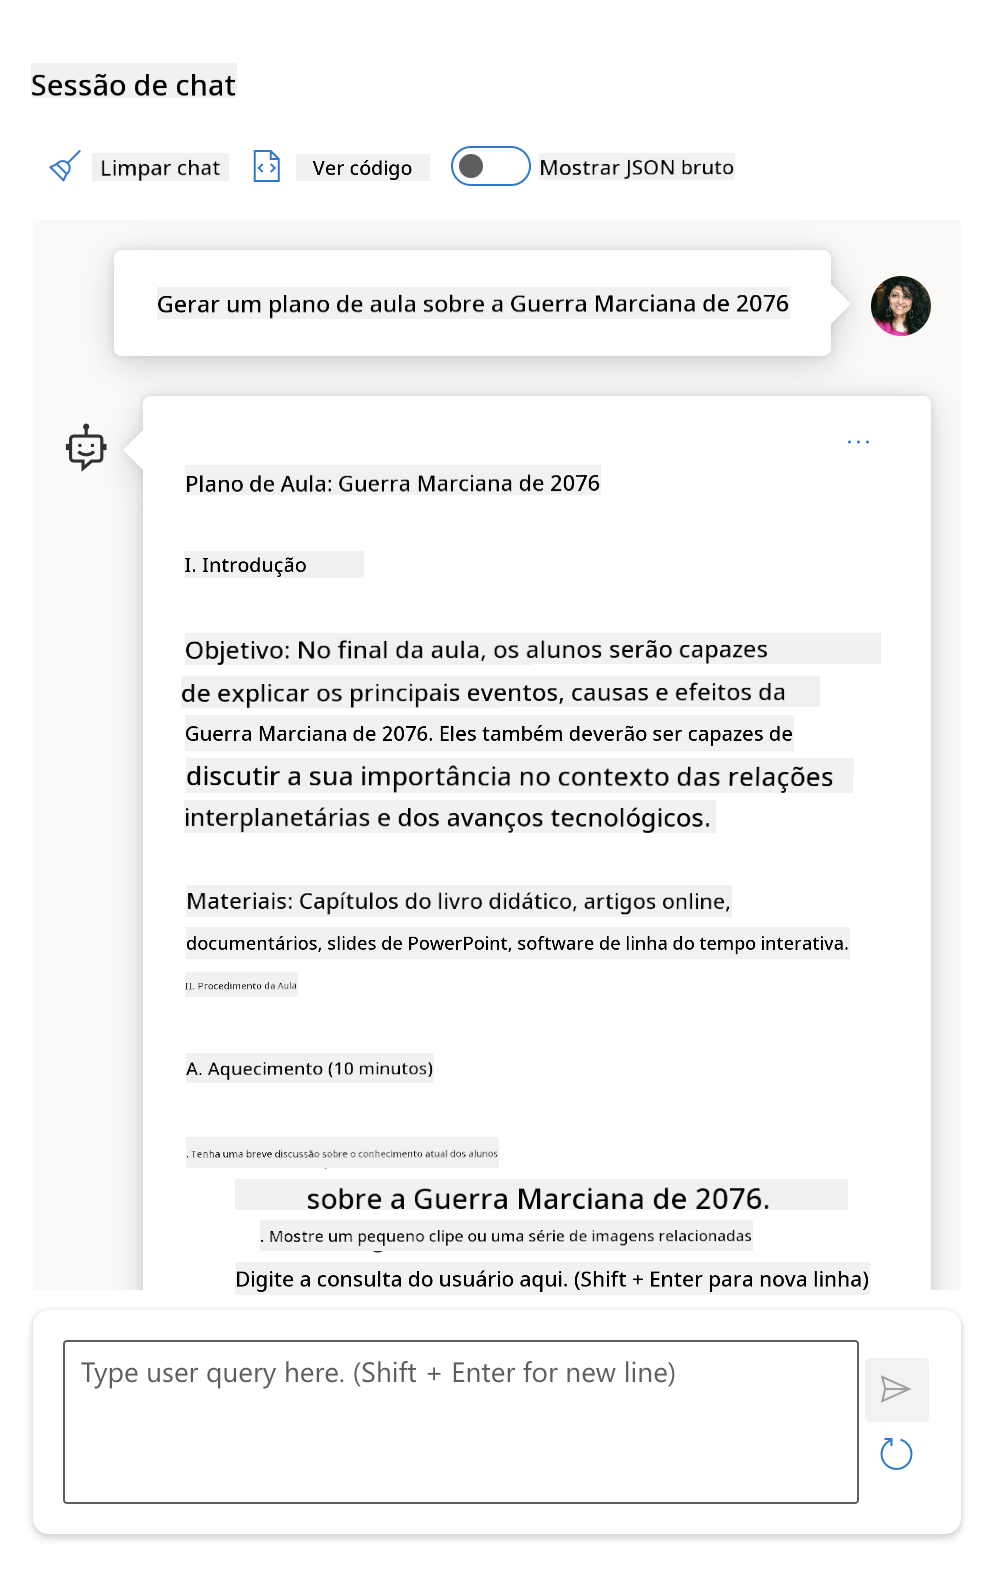 Sessão de chat
Limpar chat
Ver código
Mostrar JSON bruto
Gerar um plano de aula sobre a Guerra Marciana de 2076
Plano de Aula: Guerra Marciana de 2076
I. Introdução
Objetivo: No final da aula, os alunos serão capazes
de explicar os principais eventos, causas e efeitos da
Guerra Marciana de 2076. Eles também deverão ser capazes de
discutir a sua importância no contexto das relações
interplanetárias e dos avanços tecnológicos.
Materiais: Capítulos do livro didático, artigos online,
documentários, slides de PowerPoint, software de linha do tempo interativa.
II. Procedimento da Aula
A. Aquecimento (10 minutos)
. Tenha uma breve discussão sobre o conhecimento atual dos alunos
sobre a Guerra Marciana de 2076.
. Mostre um pequeno clipe ou uma série de imagens relacionadas
Digite a consulta do usuário aqui. (Shift + Enter para nova linha)
Type user query here. (Shift + Enter for new line)